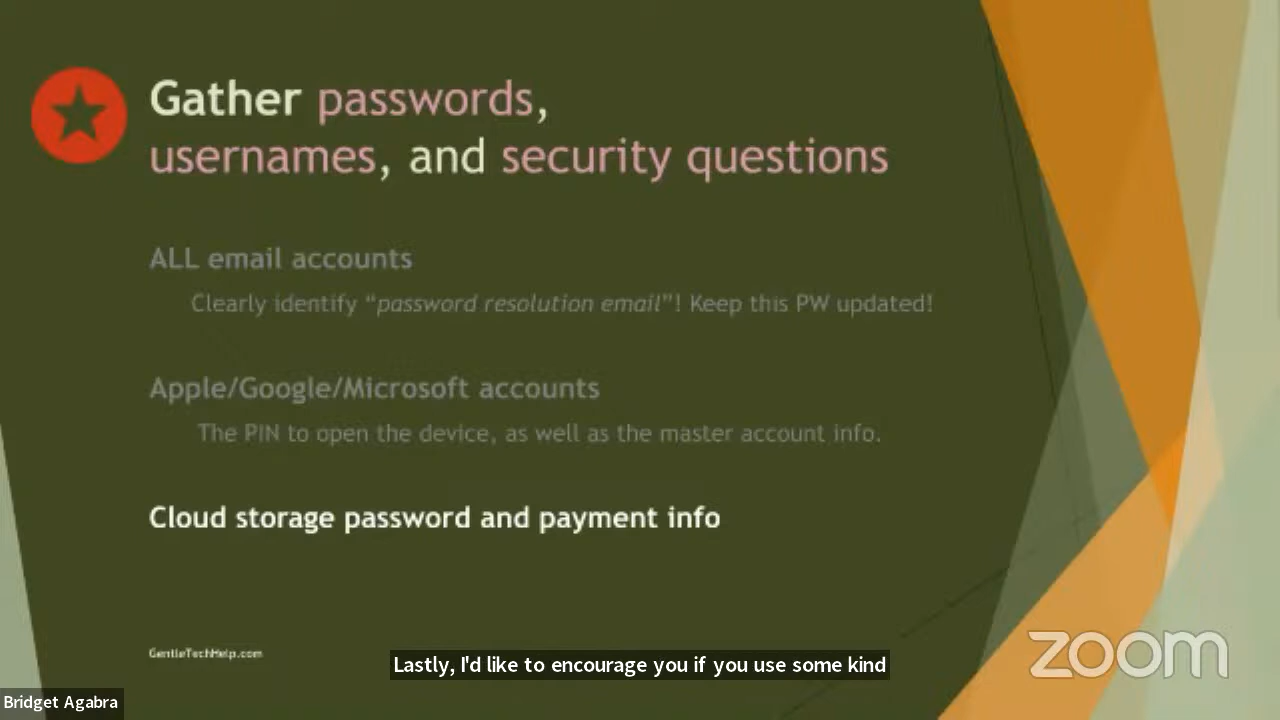 Gather passwords,
usernames, and security questions
ALL email accounts
Clearly identify “password resolution email”! Keep this PW updated!
Apple/Google/Microsoft accounts
The PIN to open the device, as well as the master account info.
Cloud storage password and payment info
GentleTechHelp.com
Lastly, I'd like to encourage you if you use some kind
zoom
Bridget Agabra